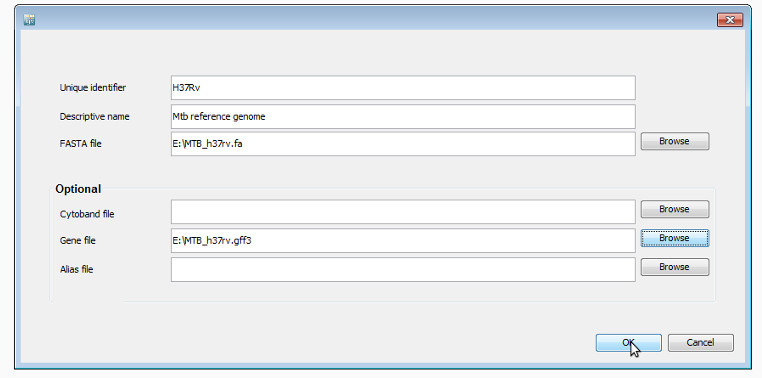 Unique identifier H37Rv
Descriptive name Mtb reference genome
FASTA file E:\MTB_h37rv.fa Browse
Optional
Cytoband file Browse
Gene file E:\MTB_h37rv.gff3 Browse
Alias file Browse
OK Cancel